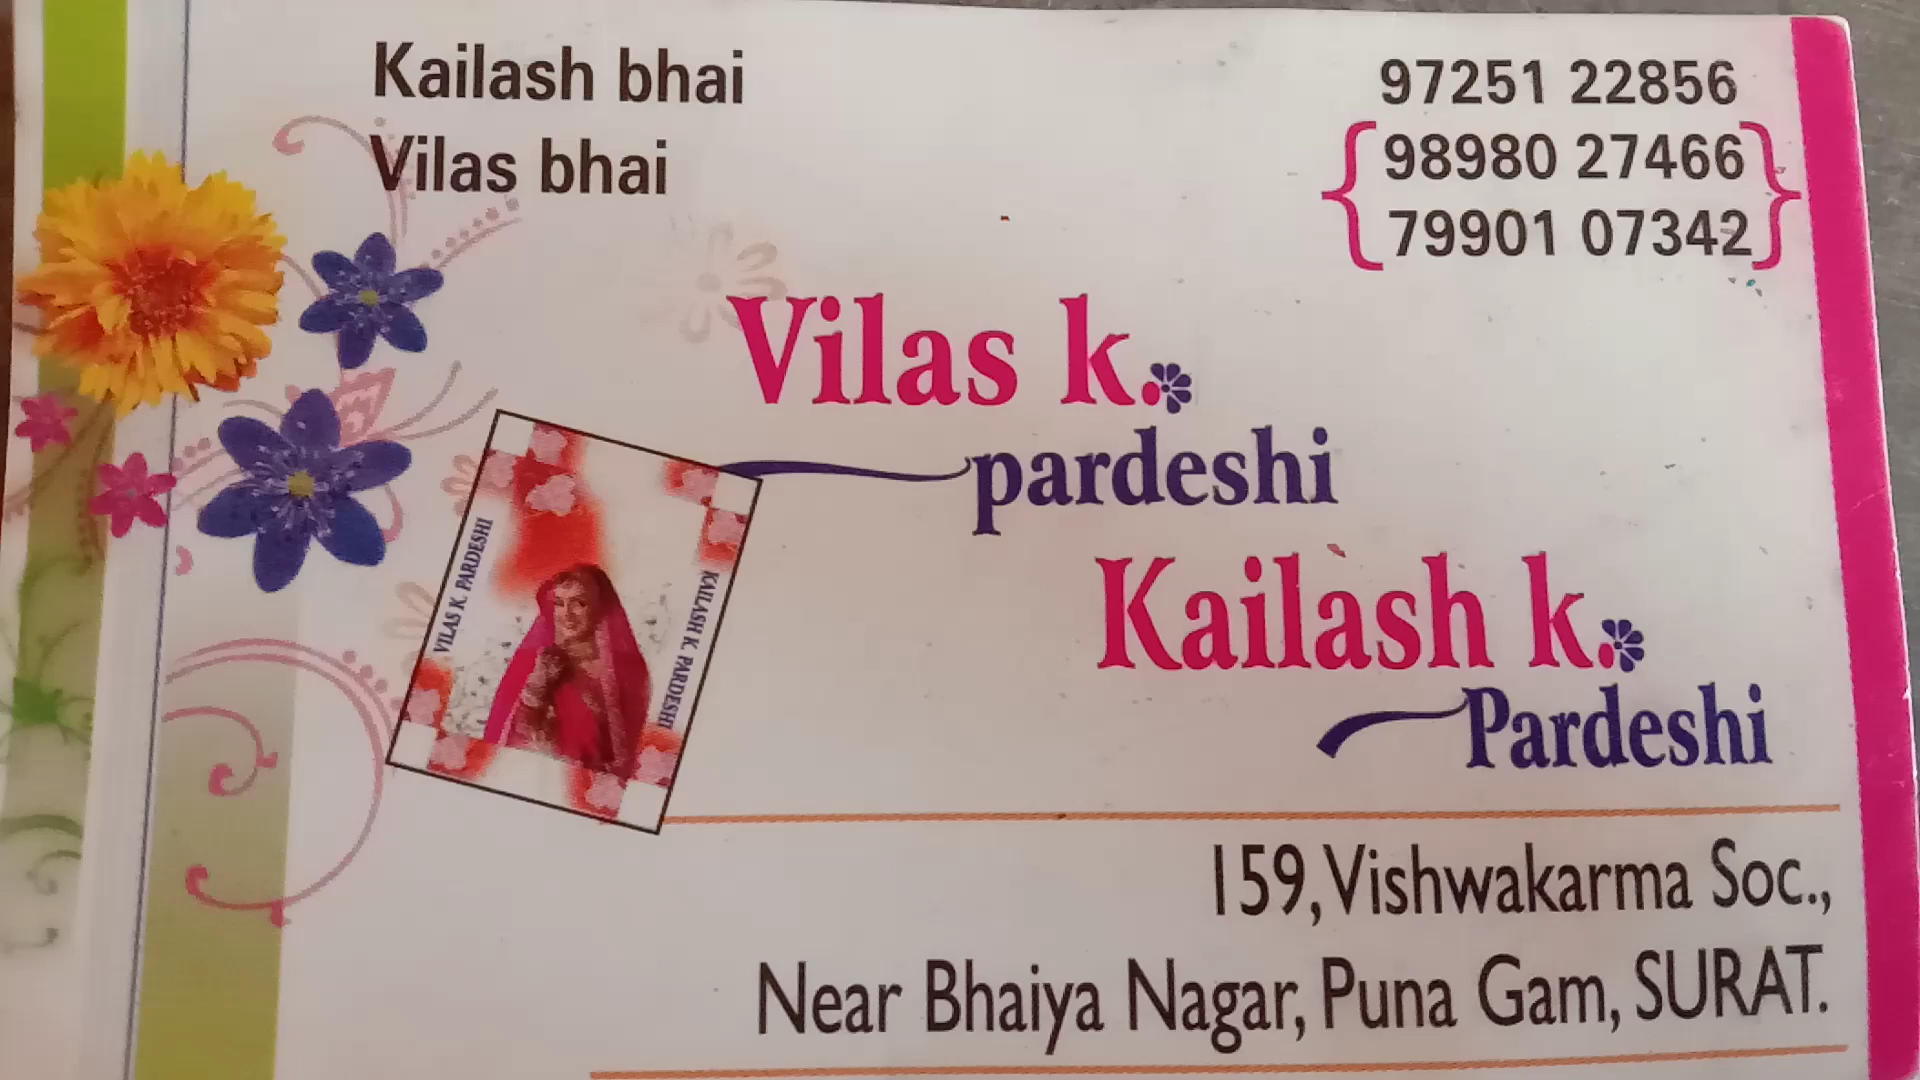 Kailash bhai 97251 22856
Vilas bhai 98980 27466
79901 07342
Vilas k.
pardeshi
Kailash k.
Pardeshi
VILAS K. PARDESHI
KAILASH K. PARDESHI
159, Vishwakarma Soc.,
Near Bhaiya Nagar, Puna Gam, SURAT.